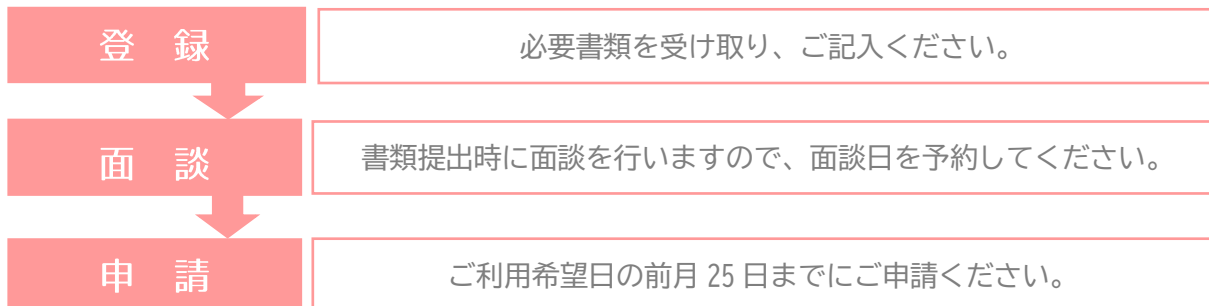 登　録
必要書類を受け取り、ご記入ください。
面　談
書類提出時に面談を行いますので、面談日を予約してください。
申　請
ご利用希望日の前月 25 日までにご申請ください。